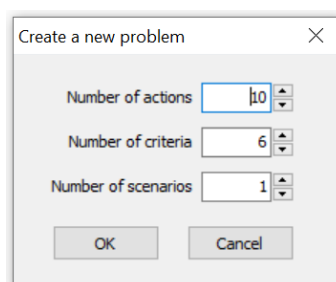 Create a new problem
Number of actions 10
Number of criteria 6
Number of scenarios 1
OK Cancel